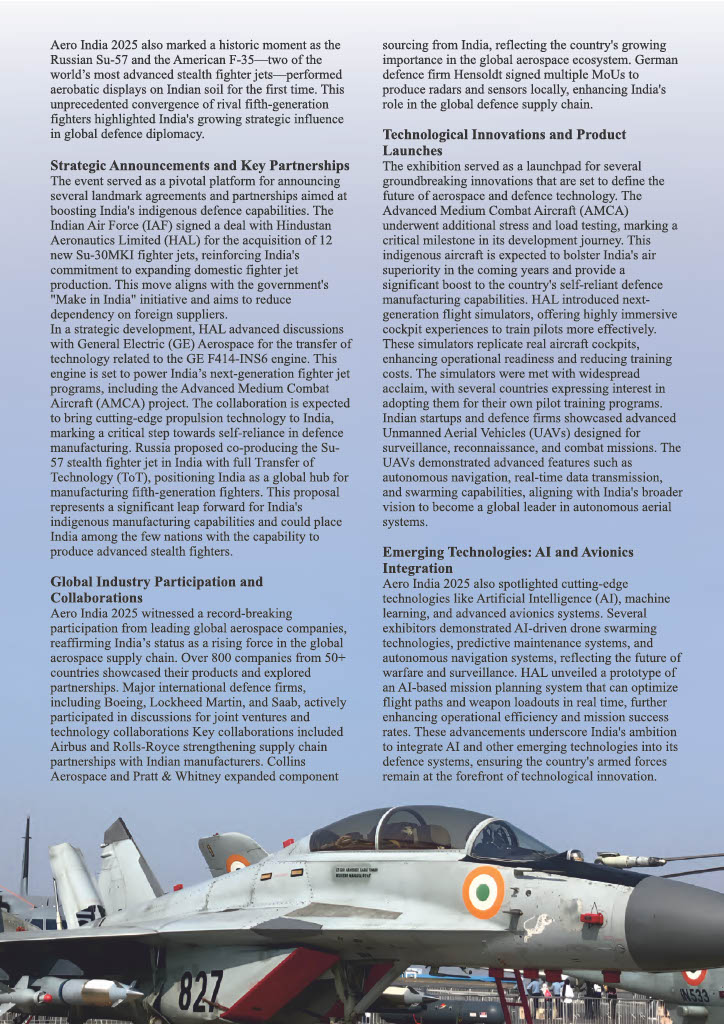 Aero India 2025 also marked a historic moment as the
Russian Su-57 and the American F-35—two of the
world's most advanced stealth fighter jets—performed
aerobatic displays on Indian soil for the first time. This
unprecedented convergence of rival fifth-generation
fighters highlighted India's growing strategic influence
in global defence diplomacy.
Strategic Announcements and Key Partnerships
The event served as a pivotal platform for announcing
several landmark agreements and partnerships aimed at
boosting India's indigenous defence capabilities. The
Indian Air Force (IAF) signed a deal with Hindustan
Aeronautics Limited (HAL) for the acquisition of 12
new Su-30MKI fighter jets, reinforcing India's
commitment to expanding domestic fighter jet
production. This move aligns with the government's
"Make in India" initiative and aims to reduce
dependency on foreign suppliers.
In a strategic development, HAL advanced discussions
with General Electric (GE) Aerospace for the transfer of
technology related to the GE F414-INS6 engine. This
engine is set to power India's next-generation fighter jet
programs, including the Advanced Medium Combat
Aircraft (AMCA) project. The collaboration is expected
to bring cutting-edge propulsion technology to India,
marking a critical step towards self-reliance in defence
manufacturing. Russia proposed co-producing the Su-
57 stealth fighter jet in India with full Transfer of
Technology (ToT), positioning India as a global hub for
manufacturing fifth-generation fighters. This proposal
represents a significant leap forward for India's
indigenous manufacturing capabilities and could place
India among the few nations with the capability to
produce advanced stealth fighters.
Global Industry Participation and
Collaborations
Aero India 2025 witnessed a record-breaking
participation from leading global aerospace companies,
reaffirming India's status as a rising force in the global
aerospace supply chain. Over 800 companies from 50+
countries showcased their products and explored
partnerships. Major international defence firms,
including Boeing, Lockheed Martin, and Saab, actively
participated in discussions for joint ventures and
technology collaborations Key collaborations included
Airbus and Rolls-Royce strengthening supply chain
partnerships with Indian manufacturers. Collins
Aerospace and Pratt & Whitney expanded component
sourcing from India, reflecting the country's growing
importance in the global aerospace ecosystem. German
defence firm Hensoldt signed multiple MoUs to
produce radars and sensors locally, enhancing India's
role in the global defence supply chain.
Technological Innovations and Product
Launches
The exhibition served as a launchpad for several
groundbreaking innovations that are set to define the
future of aerospace and defence technology. The
Advanced Medium Combat Aircraft (AMCA)
underwent additional stress and load testing, marking a
critical milestone in its development journey. This
indigenous aircraft is expected to bolster India's air
superiority in the coming years and provide a
significant boost to the country's self-reliant defence
manufacturing capabilities. HAL introduced next-
generation flight simulators, offering highly immersive
cockpit experiences to train pilots more effectively.
These simulators replicate real aircraft cockpits,
enhancing operational readiness and reducing training
costs. The simulators were met with widespread
acclaim, with several countries expressing interest in
adopting them for their own pilot training programs.
Indian startups and defence firms showcased advanced
Unmanned Aerial Vehicles (UAVs) designed for
surveillance, reconnaissance, and combat missions. The
UAVs demonstrated advanced features such as
autonomous navigation, real-time data transmission,
and swarming capabilities, aligning with India's broader
vision to become a global leader in autonomous aerial
systems.
Emerging Technologies: AI and Avionics
Integration
Aero India 2025 also spotlighted cutting-edge
technologies like Artificial Intelligence (AI), machine
learning, and advanced avionics systems. Several
exhibitors demonstrated AI-driven drone swarming
technologies, predictive maintenance systems, and
autonomous navigation systems, reflecting the future of
warfare and surveillance. HAL unveiled a prototype of
an AI-based mission planning system that can optimize
flight paths and weapon loadouts in real time, further
enhancing operational efficiency and mission success
rates. These advancements underscore India's ambition
to integrate AI and other emerging technologies into its
defence systems, ensuring the country's armed forces
remain at the forefront of technological innovation.
827